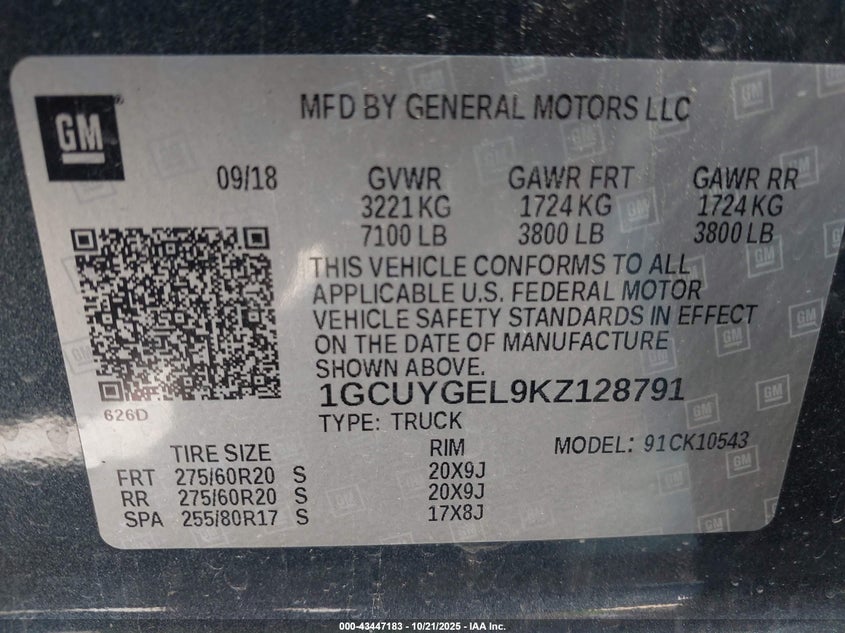 GM
MFD BY GENERAL MOTORS LLC
09/18 GVWR GAWR FRT GAWR RR
3221 KG 1724 KG 1724 KG
7100 LB 3800 LB 3800 LB
THIS VEHICLE CONFORMS TO ALL
APPLICABLE U.S. FEDERAL MOTOR
VEHICLE SAFETY STANDARDS IN EFFECT
ON THE DATE OF MANUFACTURE
SHOWN ABOVE.
1GCUYGEL9KZ128791
626D
TYPE: TRUCK
TIRE SIZE RIM MODEL: 91CK10543
FRT 275/60R20 S 20X9J
RR 275/60R20 S 20X9J
SPA 255/80R17 S 17X8J
000-43447183 - 10/21/2025 - IAA Inc.